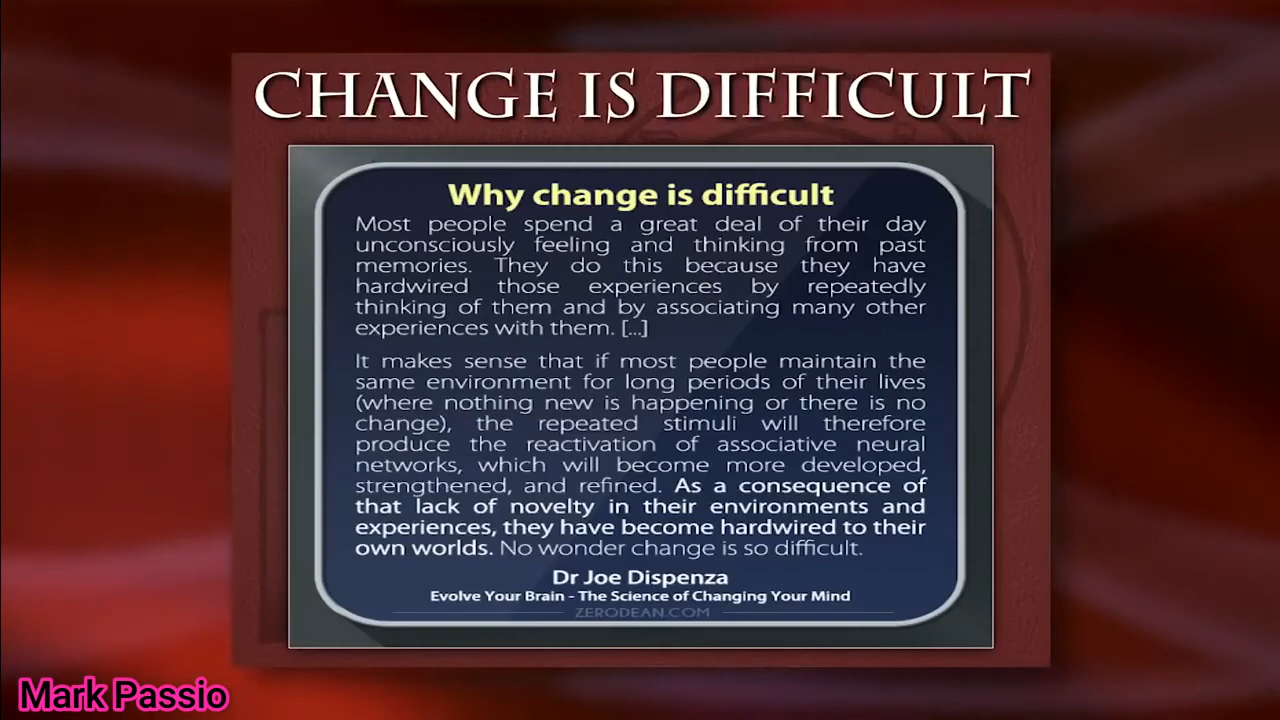 CHANGE IS DIFFICULT
Why change is difficult
Most people spend a great deal of their day
unconsciously feeling and thinking from past
memories. They do this because they have
hardwired those experiences by repeatedly
thinking of them and by associating many other
experiences with them. [...]
It makes sense that if most people maintain the
same environment for long periods of their lives
(where nothing new is happening or there is no
change), the repeated stimuli will therefore
produce the reactivation of associative neural
networks, which will become more developed,
strengthened, and refined. As a consequence of
that lack of novelty in their environments and
experiences, they have become hardwired to their
own worlds. No wonder change is so difficult.
Dr Joe Dispenza
Evolve Your Brain - The Science of Changing Your Mind
ZERODEAN.COM
Mark Passio